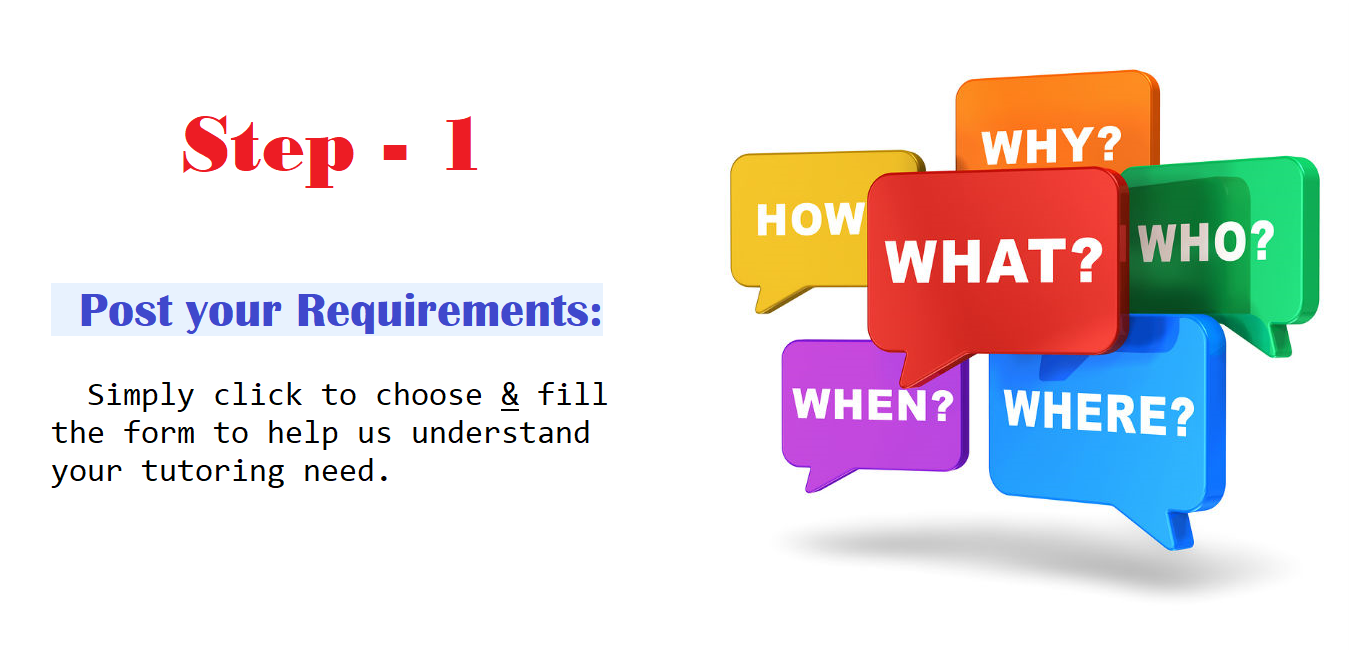 Step - 1
Post your Requirements:
Simply click to choose & fill
the form to help us understand
your tutoring need.
WHY?
HOW
WHAT?
WHO?
WHEN?
WHERE?